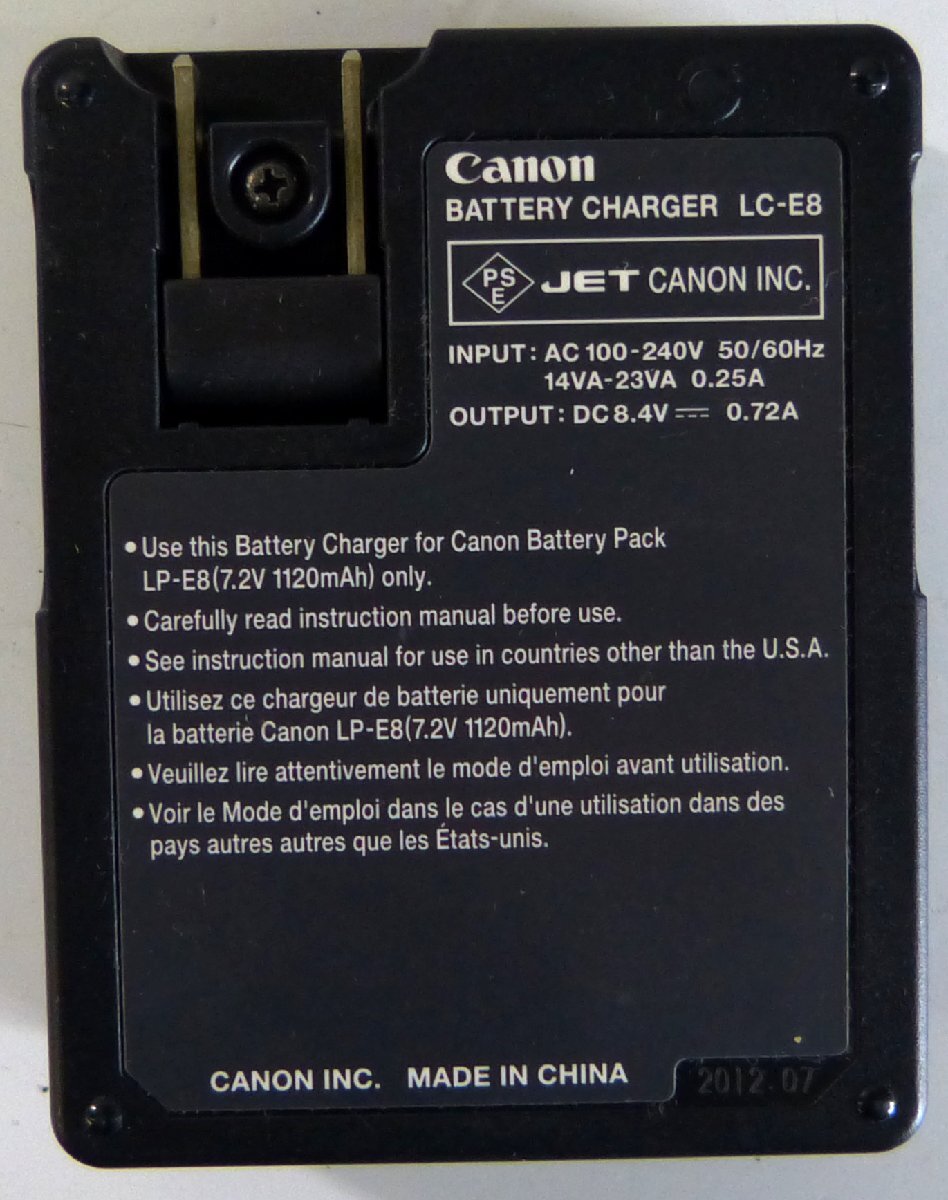 Canon
BATTERY CHARGER LC-E8
PS
E
JET CANON INC.
INPUT: AC 100-240V 50/60Hz
14VA-23VA 0.25A
OUTPUT: DC 8.4V ⎓ 0.72A
• Use this Battery Charger for Canon Battery Pack
LP-E8(7.2V 1120mAh) only.
• Carefully read instruction manual before use.
• See instruction manual for use in countries other than the U.S.A.
• Utilisez ce chargeur de batterie uniquement pour
la batterie Canon LP-E8(7.2V 1120mAh).
• Veuillez lire attentivement le mode d'emploi avant utilisation.
• Voir le Mode d'emploi dans le cas d'une utilisation dans des
pays autres autres que les États-unis.
CANON INC. MADE IN CHINA
2012.07